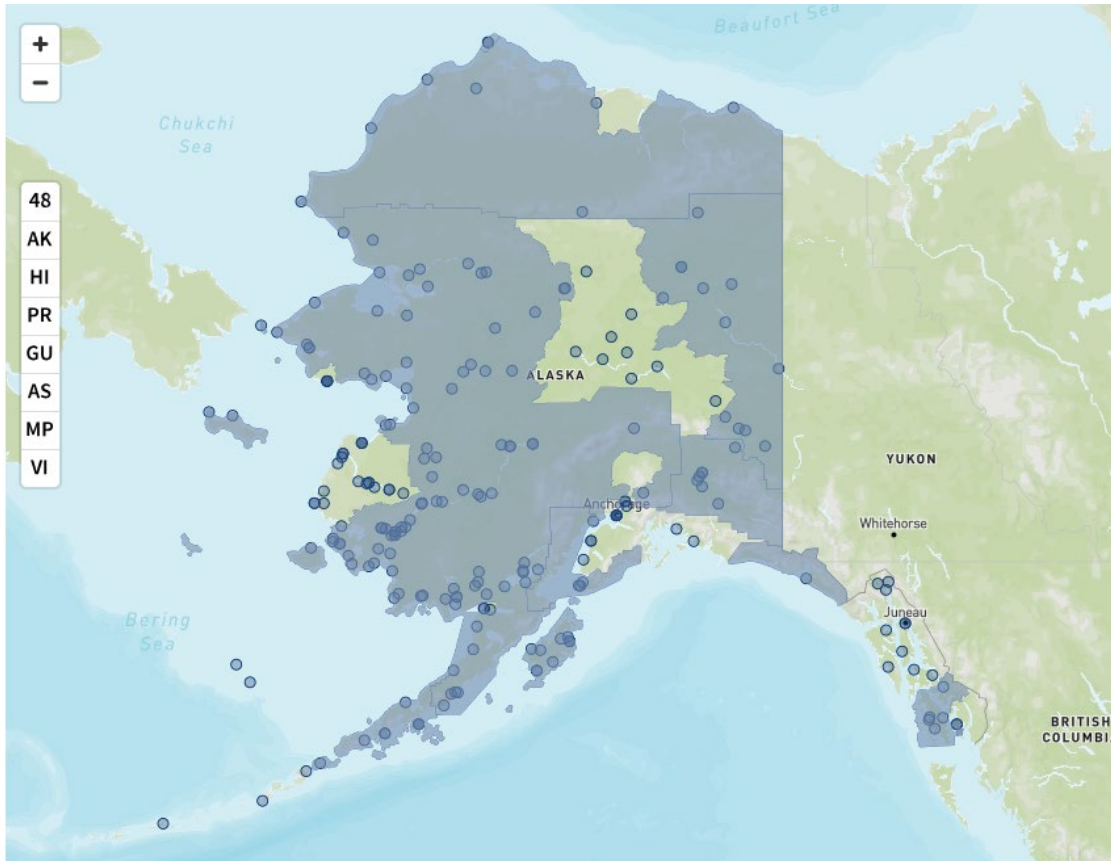 Beaufort Sea
+
−
Chukchi
Sea
48
AK
HI
PR
GU
AS
MP
VI
ALASKA
YUKON
Anchorage
Whitehorse
Bering
Sea
Juneau
BRITISH
COLUMBI